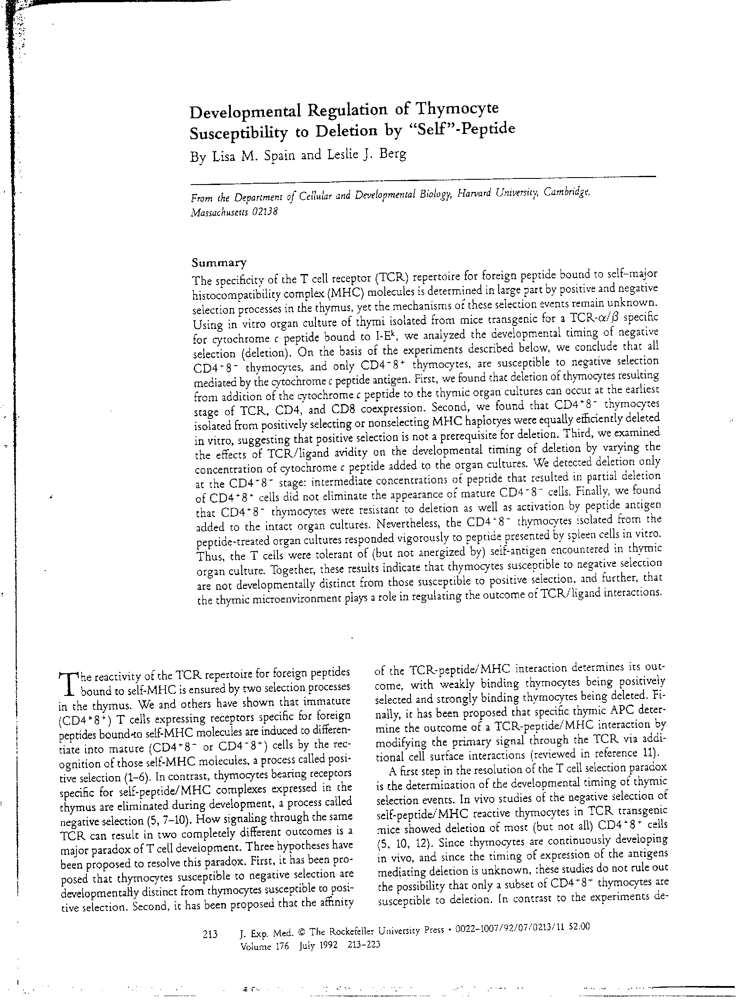 Developmental Regulation of Thymocyte
Susceptibility to Deletion by “Self”-Peptide
By Lisa M. Spain and Leslie J. Berg
From the Department of Cellular and Developmental Biology, Harvard University, Cambridge,
Massachusetts 02138
Summary
The specificity of the T cell receptor (TCR) repertoire for foreign peptide bound to self-major
histocompatibility complex (MHC) molecules is determined in large part by positive and negative
selection processes in the thymus, yet the mechanisms of these selection events remain unknown.
Using in vitro organ culture of thymi isolated from mice transgenic for a TCR-α/β specific
for cytochrome c peptide bound to I-Eᵏ, we analyzed the developmental timing of negative
selection (deletion). On the basis of the experiments described below, we conclude that all
CD4⁺8⁺ thymocytes, and only CD4⁺8⁺ thymocytes, are susceptible to negative selection
mediated by the cytochrome c peptide antigen. First, we found that deletion of thymocytes resulting
from addition of the cytochrome c peptide to the thymic organ cultures can occur at the earliest
stage of TCR, CD4, and CD8 coexpression. Second, we found that CD4⁺8⁺ thymocytes
isolated from positively selecting or nonselecting MHC haplotyes were equally efficiently deleted
in vitro, suggesting that positive selection is not a prerequisite for deletion. Third, we examined
the effects of TCR/ligand avidity on the developmental timing of deletion by varying the
concentration of cytochrome c peptide added to the organ cultures. We detected deletion only
at the CD4⁺8⁺ stage: intermediate concentrations of peptide that resulted in partial deletion
of CD4⁺8⁺ cells did not eliminate the appearance of mature CD4⁺8⁻ cells. Finally, we found
that CD4⁺8⁻ thymocytes were resistant to deletion as well as activation by peptide antigen
added to the intact organ cultures. Nevertheless, the CD4⁺8⁻ thymocytes isolated from the
peptide-treated organ cultures responded vigorously to peptide presented by spleen cells in vitro.
Thus, the T cells were tolerant of (but not anergized by) self-antigen encountered in thymic
organ culture. Together, these results indicate that thymocytes susceptible to negative selection
are not developmentally distinct from those susceptible to positive selection, and further, that
the thymic microenvironment plays a role in regulating the outcome of TCR/ligand interactions.
The reactivity of the TCR repertoire for foreign peptides
bound to self-MHC is ensured by two selection processes
in the thymus. We and others have shown that immature
(CD4⁺8⁺) T cells expressing receptors specific for foreign
peptides bound to self-MHC molecules are induced to differen-
tiate into mature (CD4⁺8⁻ or CD4⁻8⁺) cells by the rec-
ognition of those self-MHC molecules, a process called posi-
tive selection (1–6). In contrast, thymocytes bearing receptors
specific for self-peptide/MHC complexes expressed in the
thymus are eliminated during development, a process called
negative selection (5, 7–10). How signaling through the same
TCR can result in two completely different outcomes is a
major paradox of T cell development. Three hypotheses have
been proposed to resolve this paradox. First, it has been pro-
posed that thymocytes susceptible to negative selection are
developmentally distinct from thymocytes susceptible to posi-
tive selection. Second, it has been proposed that the affinity
of the TCR-peptide/MHC interaction determines its out-
come, with weakly binding thymocytes being positively
selected and strongly binding thymocytes being deleted. Fi-
nally, it has been proposed that specific thymic APC deter-
mine the outcome of a TCR-peptide/MHC interaction by
modifying the primary signal through the TCR via addi-
tional cell surface interactions (reviewed in reference 11).
A first step in the resolution of the T cell selection paradox
is the determination of the developmental timing of thymic
selection events. In vivo studies of the negative selection of
self-peptide/MHC reactive thymocytes in TCR transgenic
mice showed deletion of most (but not all) CD4⁺8⁺ cells
(5, 10, 12). Since thymocytes are continuously developing
in vivo, and since the timing of expression of the antigens
mediating deletion is unknown, these studies do not rule out
the possibility that only a subset of CD4⁺8⁺ thymocytes are
susceptible to deletion. In contrast to the experiments de-
213 J. Exp. Med. © The Rockefeller University Press • 0022-1007/92/07/0213/11 $2.00
Volume 176 July 1992 213-223